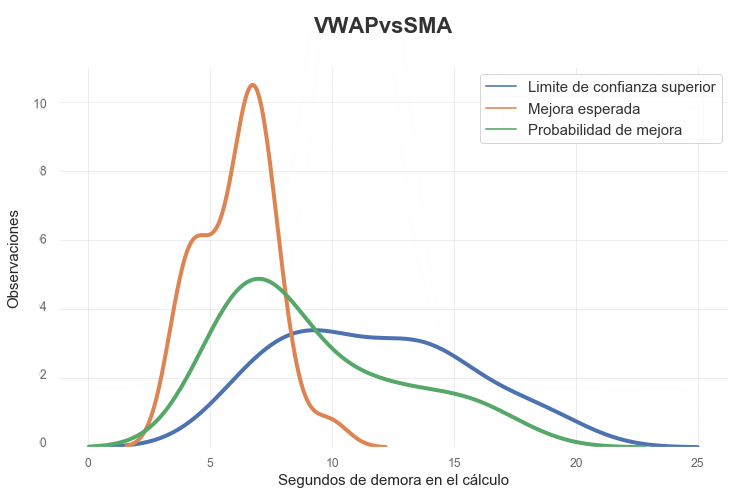 VWAPvsSMA
Limite de confianza superior
Mejora esperada
Probabilidad de mejora
Observaciones
10
8
6
4
2
0
0 5 10 15 20 25
Segundos de demora en el cálculo